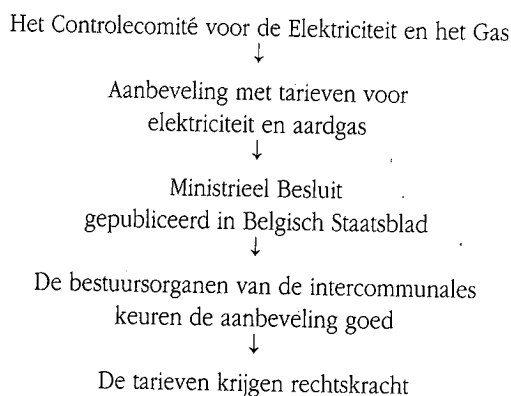 Het Controlecomité voor de Elektriciteit en het Gas
↓
Aanbeveling met tarieven voor
elektriciteit en aardgas
↓
Ministrieel Besluit
gepubliceerd in Belgisch Staatsblad
↓
De bestuursorganen van de intercommunales
keuren de aanbeveling goed
↓
De tarieven krijgen rechtskracht